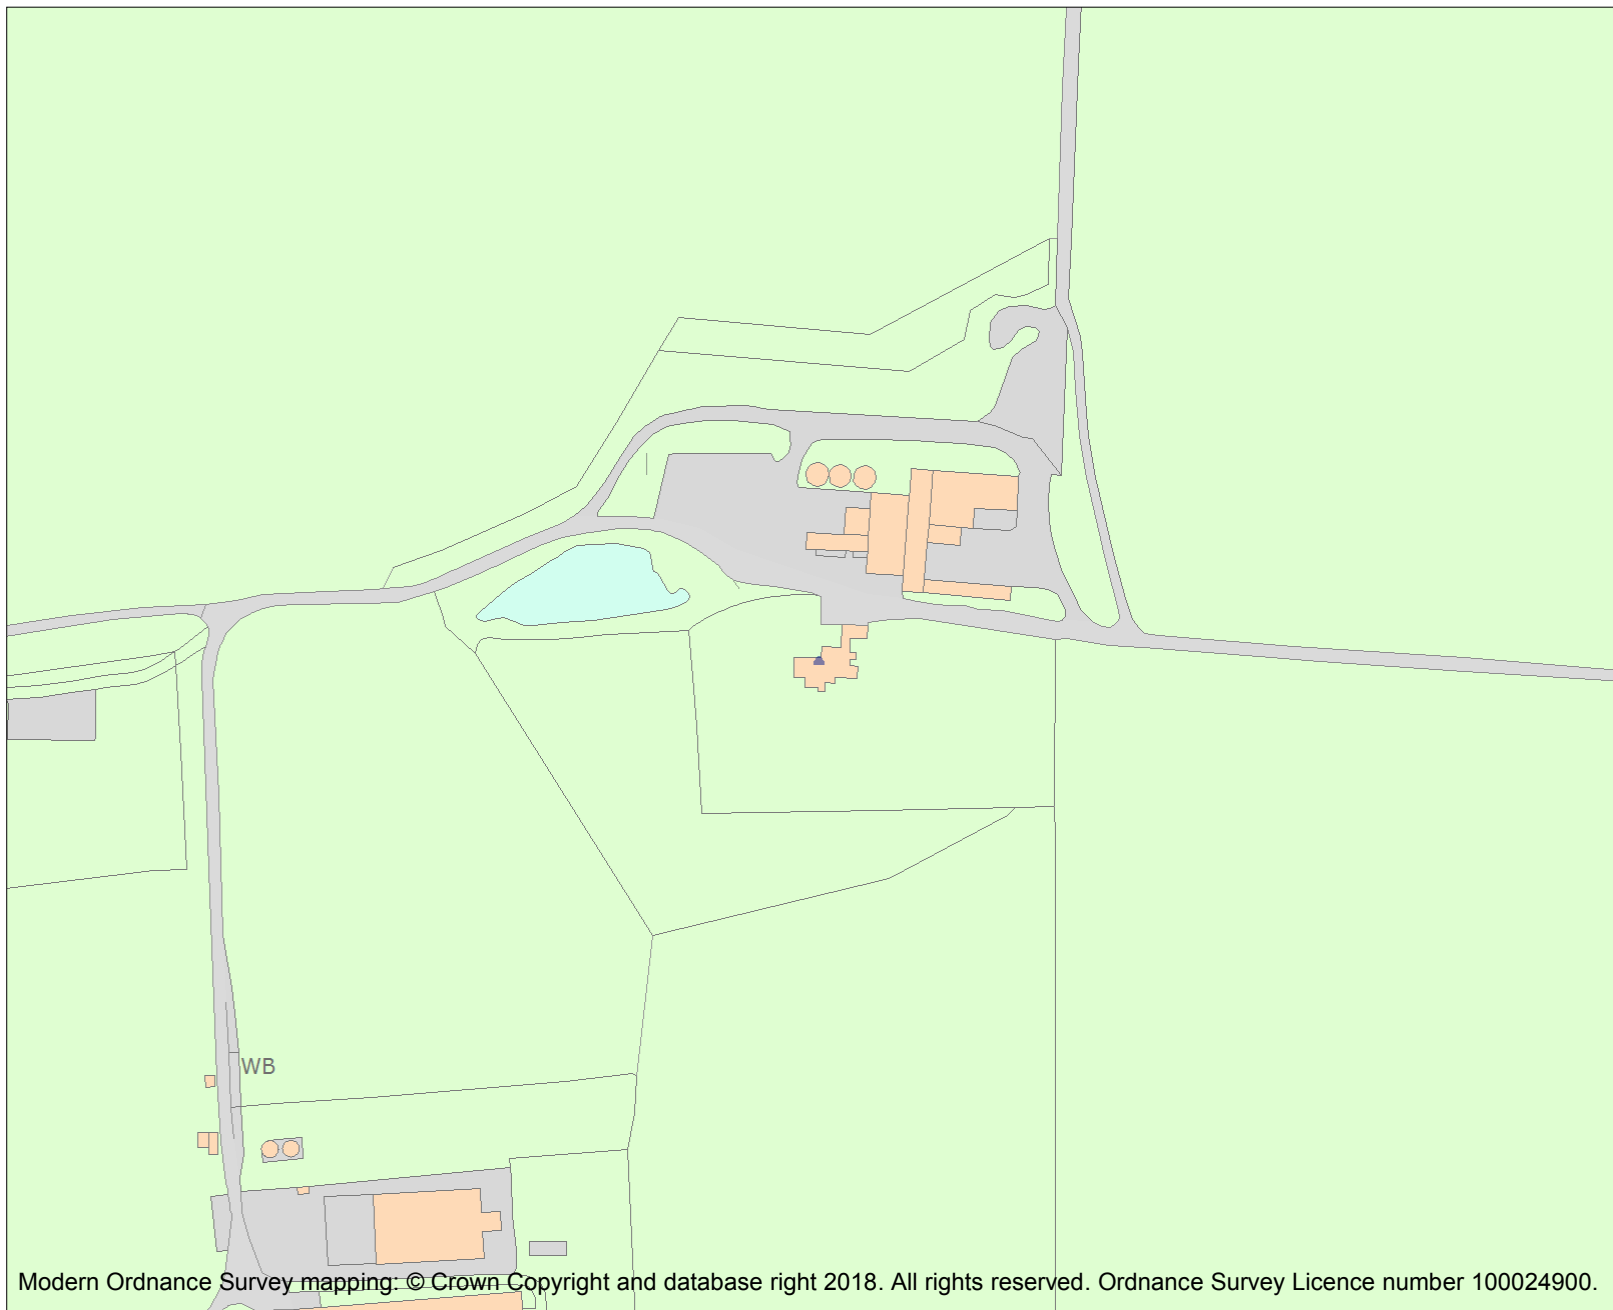 WB
Modern Ordnance Survey mapping: © Crown Copyright and database right 2018. All rights reserved. Ordnance Survey Licence number 100024900.